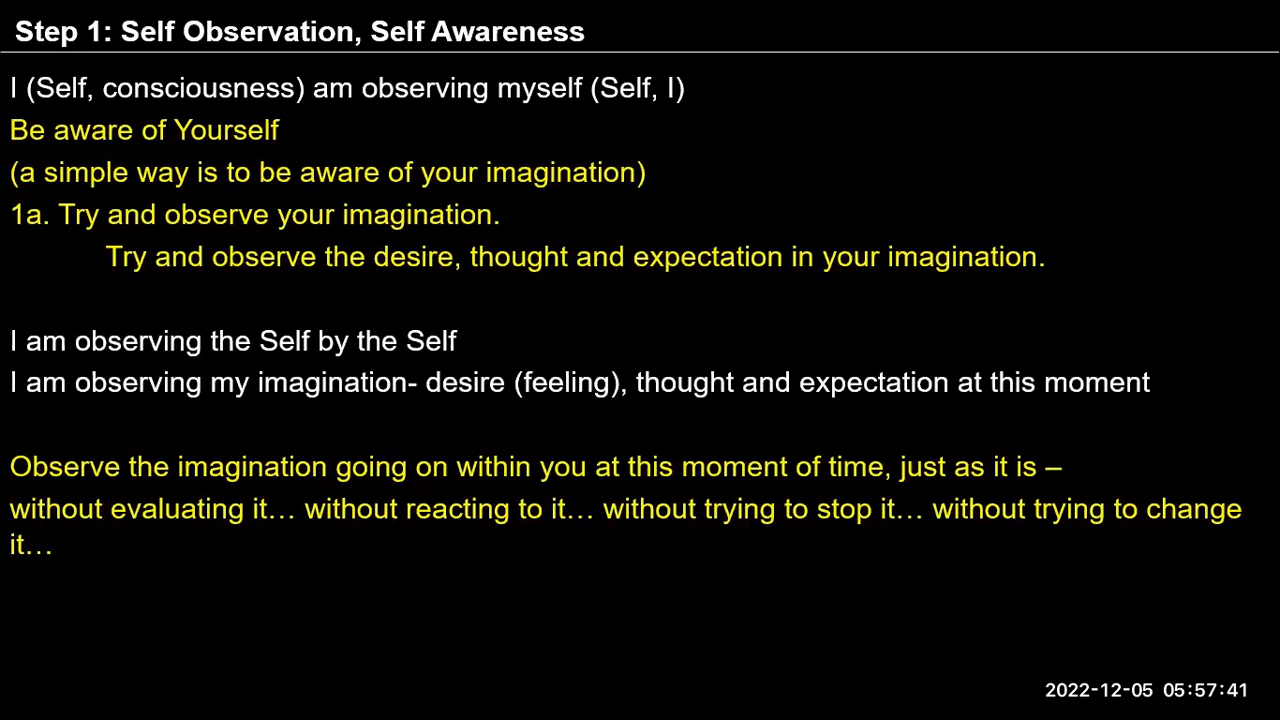 Step 1: Self Observation, Self Awareness
I (Self, consciousness) am observing myself (Self, I)
Be aware of Yourself
(a simple way is to be aware of your imagination)
1a. Try and observe your imagination.
Try and observe the desire, thought and expectation in your imagination.
I am observing the Self by the Self
I am observing my imagination- desire (feeling), thought and expectation at this moment
Observe the imagination going on within you at this moment of time, just as it is –
without evaluating it… without reacting to it… without trying to stop it… without trying to change
it…
2022-12-05 05:57:41